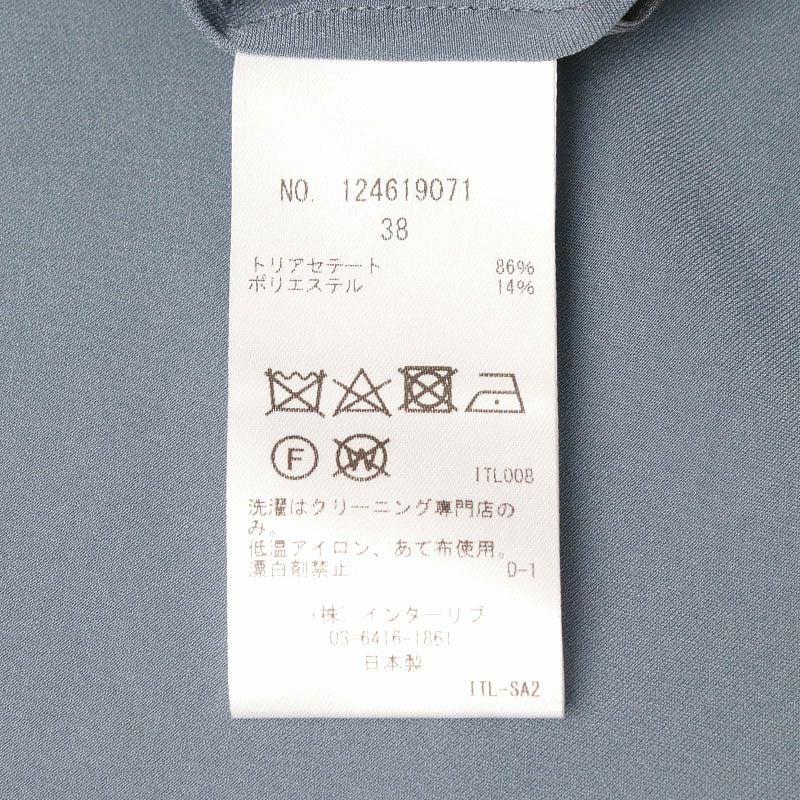 NO. 124619071
38
トリアセテート 86%
ポリエステル 14%
F
W
ITL008
洗濯はクリーニング専門店の
み。
低温アイロン、あて布使用。
漂白剤禁止 D-1
(株)インターリブ
03-6416-1861
日本製
ITL-SA2